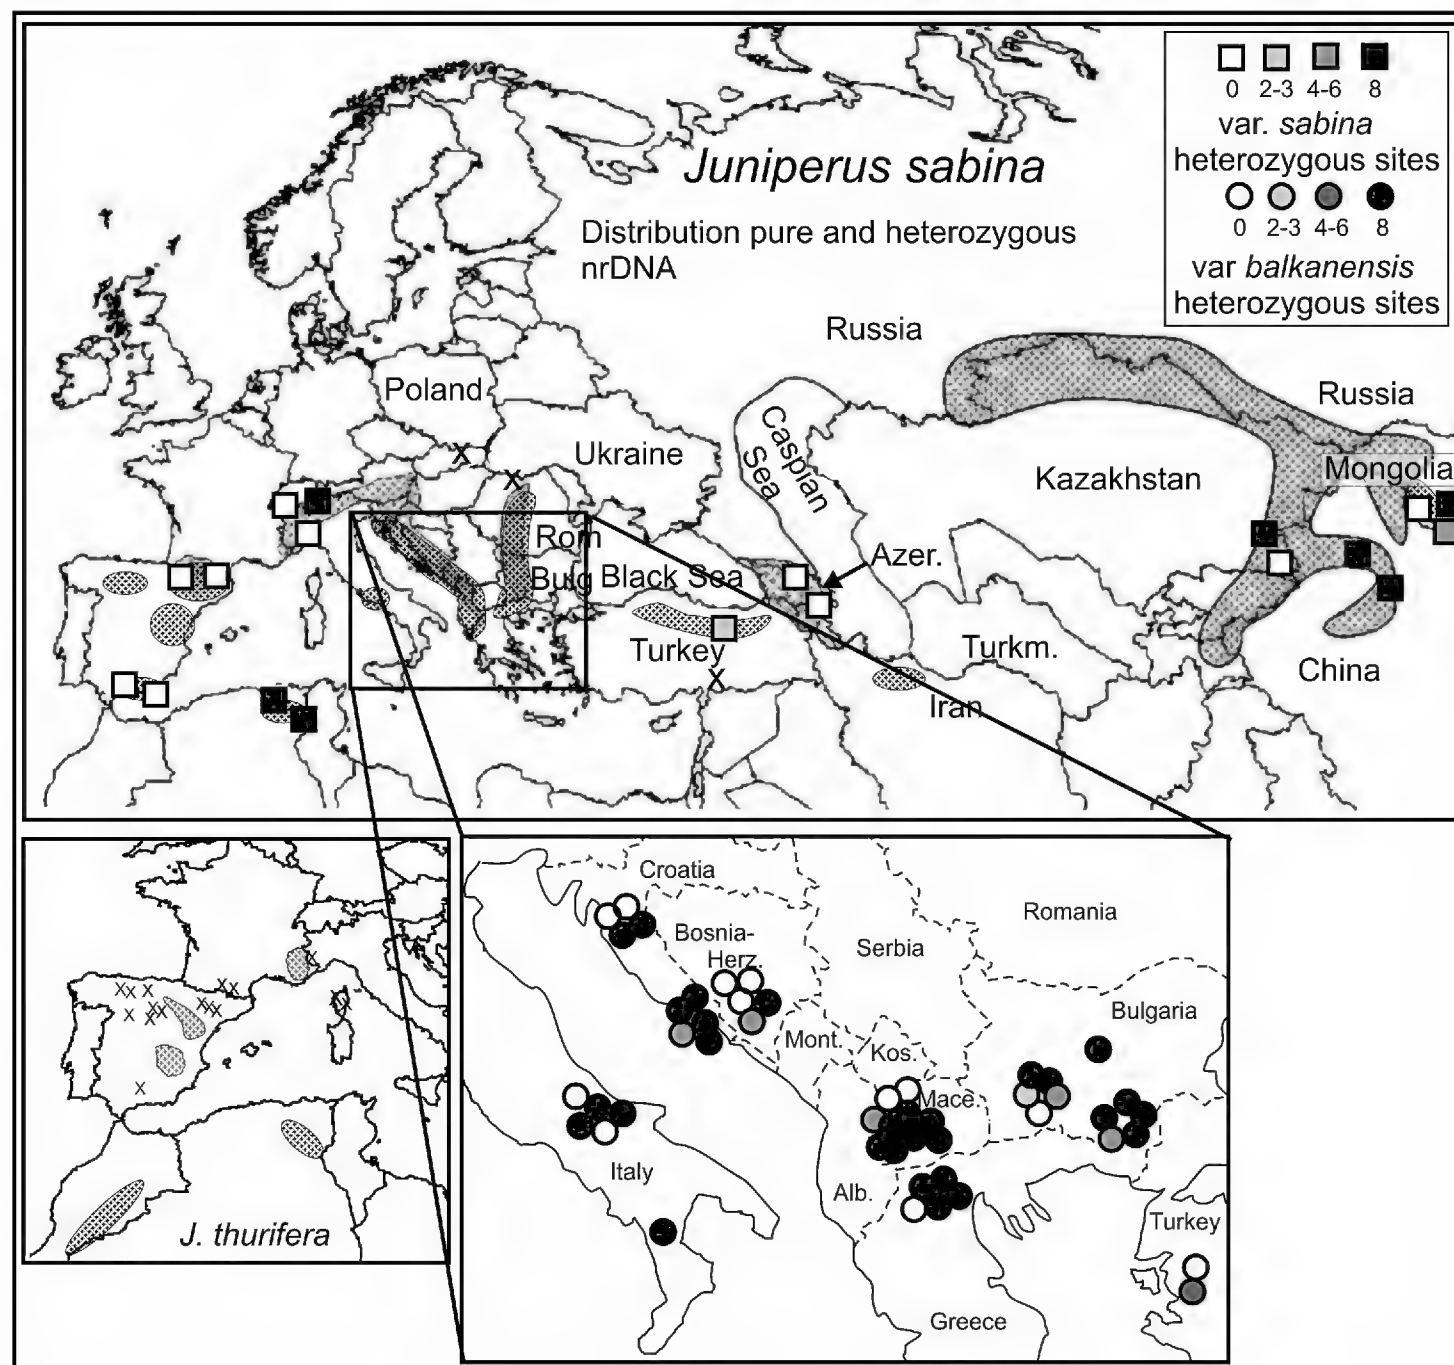 0 2-3 4-6 8
var. sabina
heterozygous sites
0 2-3 4-6 8
var balkanensis
heterozygous sites
Juniperus sabina
Distribution pure and heterozygous
nrDNA
Russia
Russia
Poland
Ukraine
Caspian
Sea
Kazakhstan
Mongolia
X
X
Rom
Bulg
Black Sea
Azer.
Turkey
X
Turkm.
China
Iran
X
X X X
X X X X
X X X X X X
X X
X
J. thurifera
Croatia
Bosnia-
Herz.
Serbia
Romania
Bulgaria
Mont.
Kos.
Mace.
Italy
Alb.
Turkey
Greece